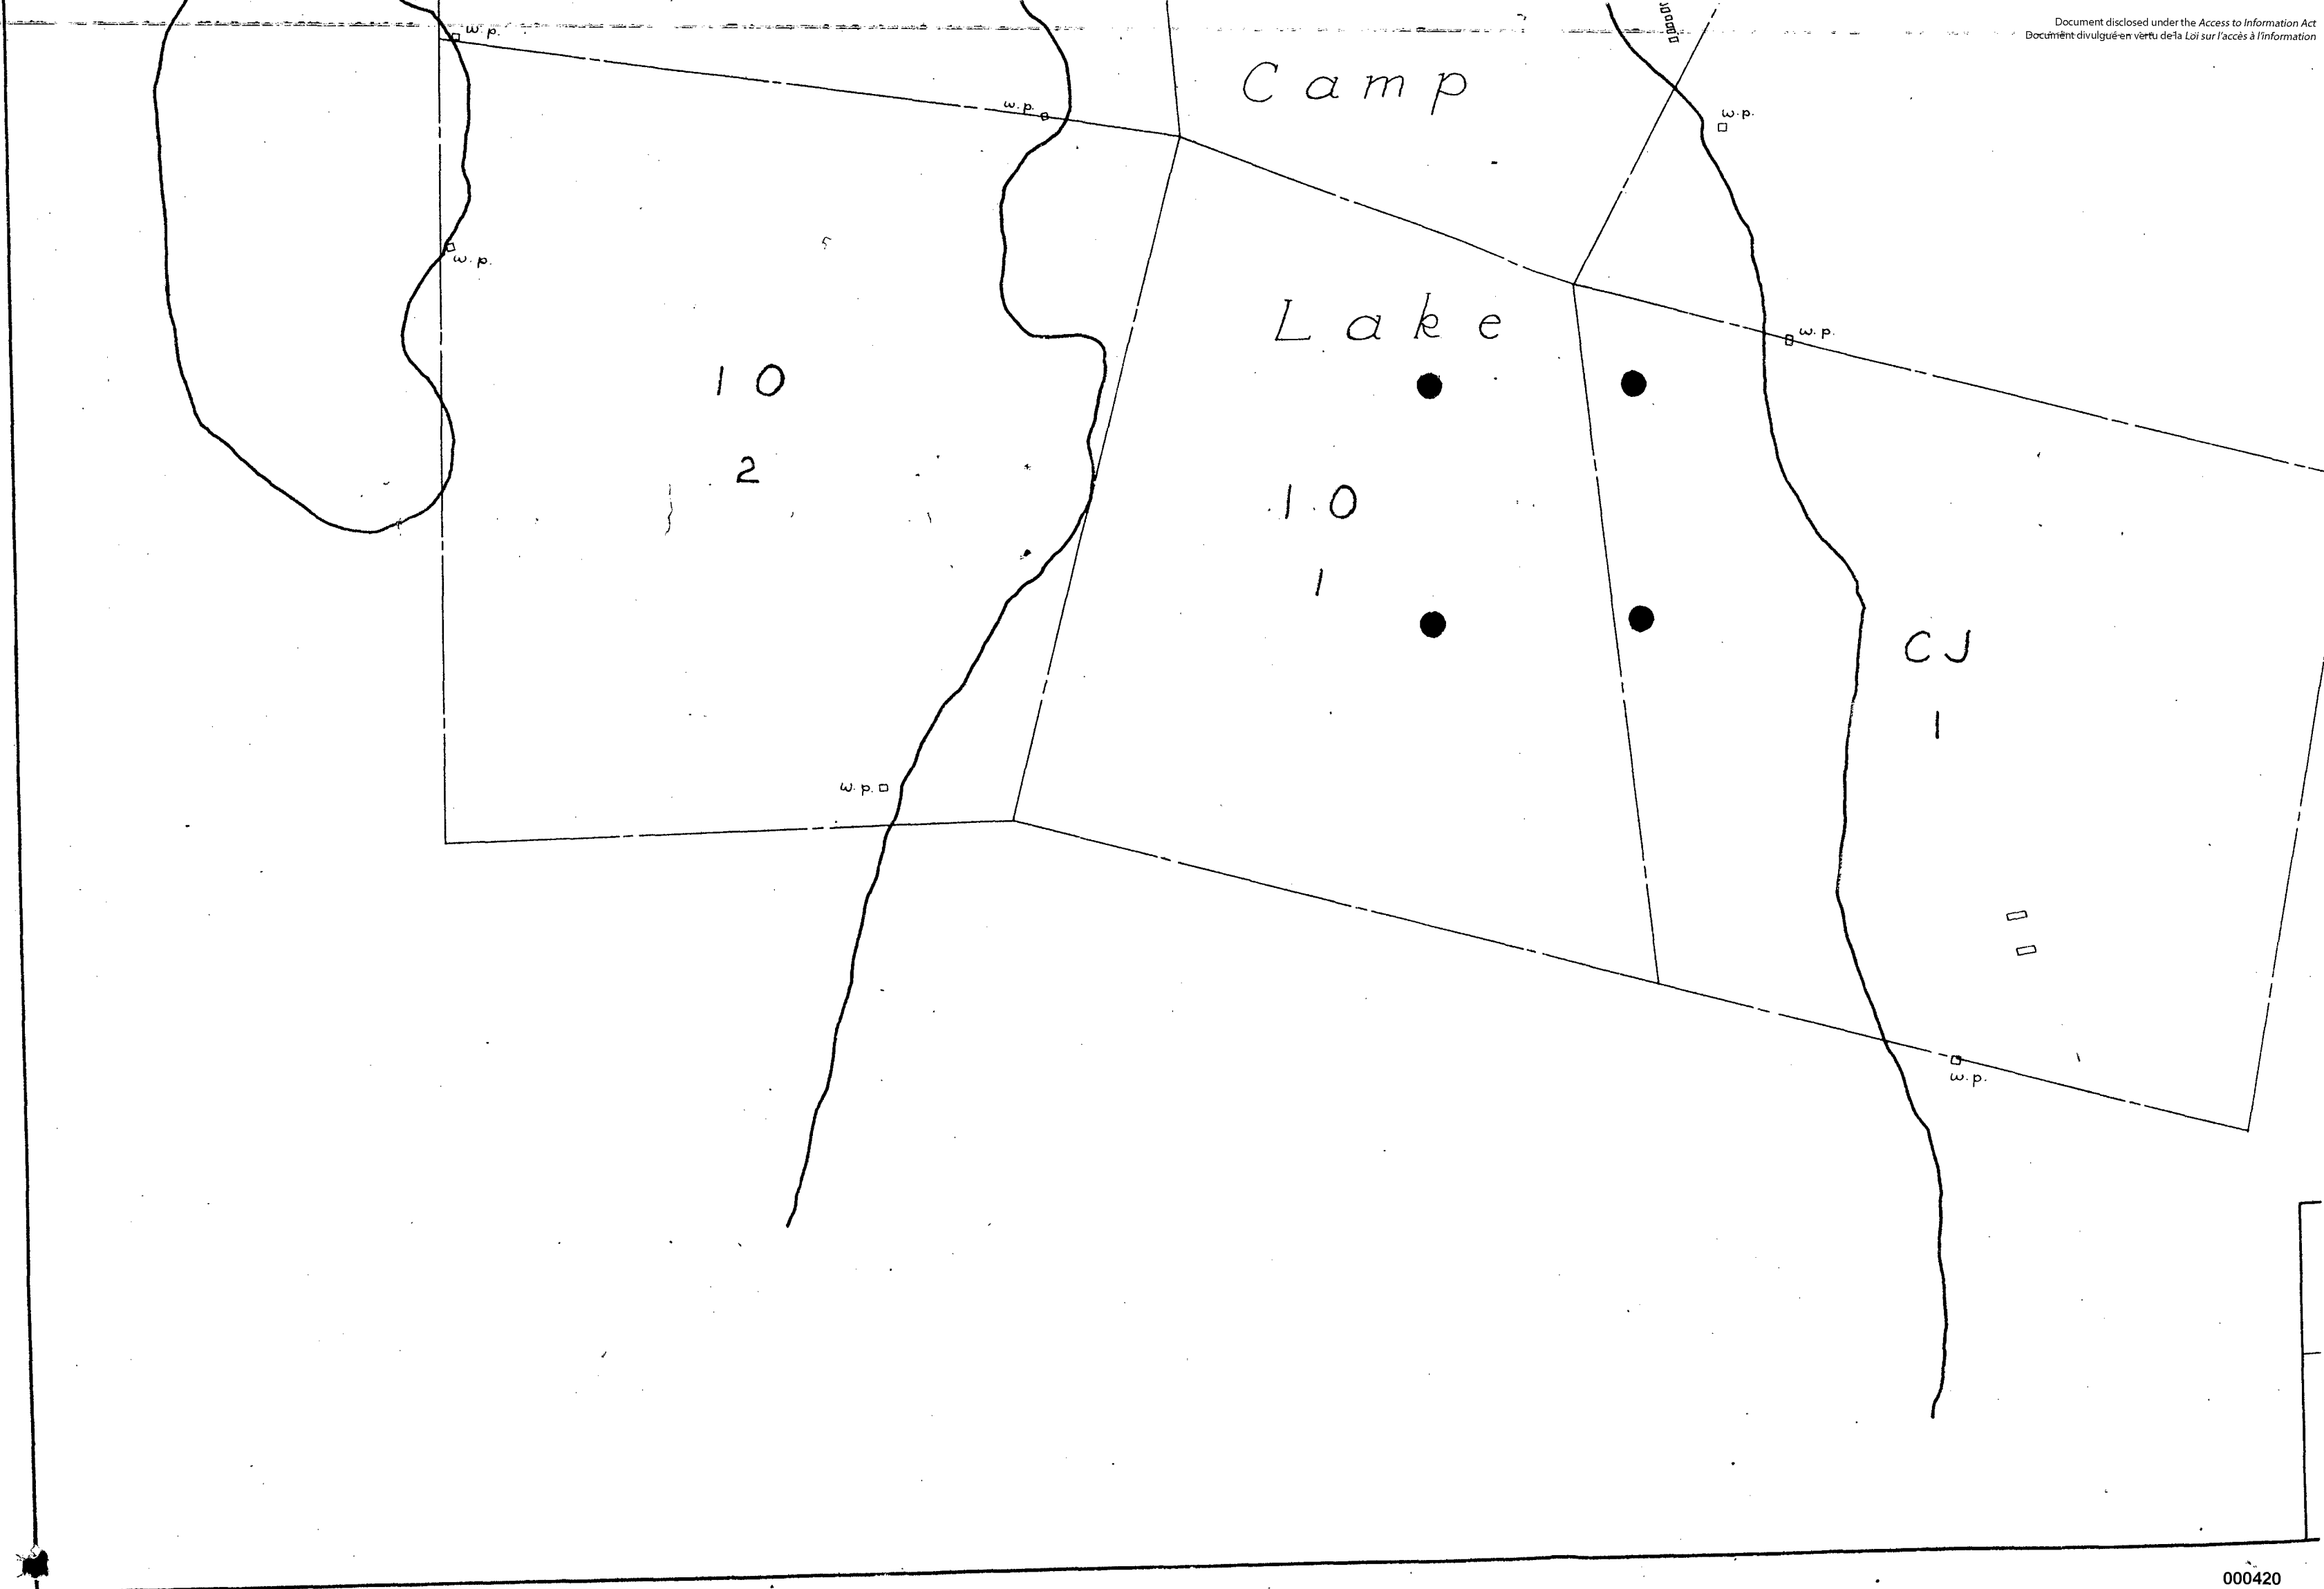 Document disclosed under the Access to Information Act
Document divulgué en vertu de la Loi sur l'accès à l'information
w.p.
Camp
w.p.
w.p.
w.p.
Lake
w.p.
10
2
10
1
CJ
1
w.p.
w.p.
000420